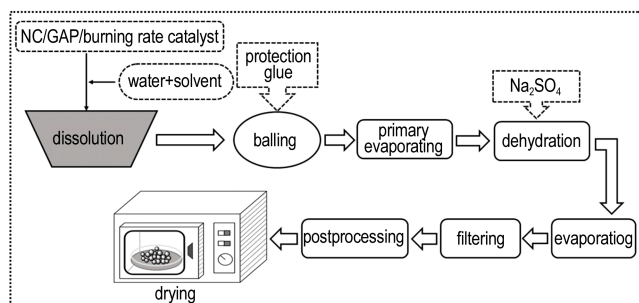 NC/GAP/burning rate catalyst
water+solvent
protection
glue
Na₂SO₄
dissolution
balling
primary
evaporating
dehydration
evaporatiog
filtering
postprocessing
drying